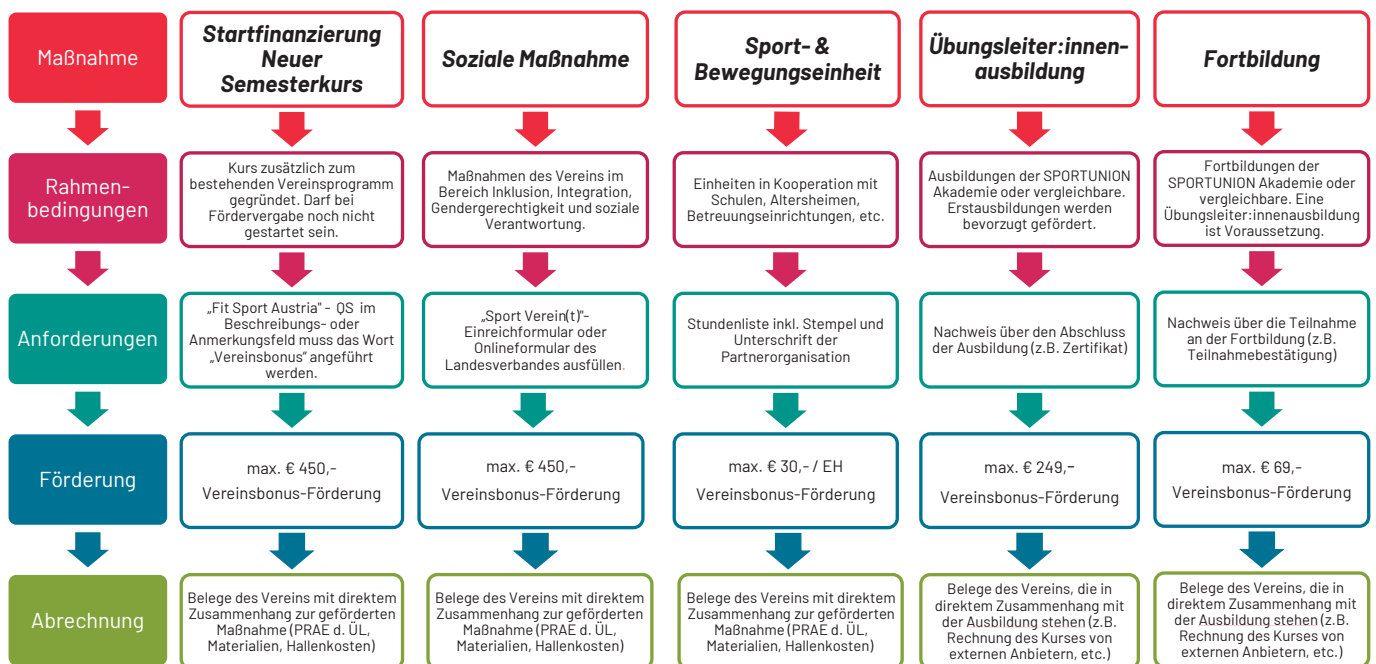 Maßnahme
Startfinanzierung
Neuer
Semesterkurs
Soziale Maßnahme
Sport- &
Bewegungseinheit
Übungsleiter:innen-
ausbildung
Fortbildung
Rahmen-
bedingungen
Kurs zusätzlich zum
bestehenden Vereinsprogramm
gegründet. Darf bei
Fördervergabe noch nicht
gestartet sein.
Maßnahmen des Vereins im
Bereich Inklusion, Integration,
Gendergerechtigkeit und soziale
Verantwortung.
Einheiten in Kooperation mit
Schulen, Altersheimen,
Betreuungseinrichtungen, etc.
Ausbildungen der SPORTUNION
Akademie oder vergleichbare.
Erstausbildungen werden
bevorzugt gefördert.
Fortbildungen der
SPORTUNION Akademie oder
vergleichbare. Eine
Übungsleiter:innenausbildung
ist Voraussetzung.
Anforderungen
„Fit Sport Austria" - QS im
Beschreibungs- oder
Anmerkungsfeld muss das Wort
„Vereinsbonus" angeführt
werden.
„Sport Verein(t)"-
Einreichformular oder
Onlineformular des
Landesverbandes ausfüllen.
Stundenliste inkl. Stempel und
Unterschrift der
Partnerorganisation
Nachweis über den Abschluss
der Ausbildung (z.B. Zertifikat)
Nachweis über die Teilnahme
an der Fortbildung (z.B.
Teilnahmebestätigung)
Förderung
max. € 450,-
Vereinsbonus-Förderung
max. € 450,-
Vereinsbonus-Förderung
max. € 30,- / EH
Vereinsbonus-Förderung
max. € 249,-
Vereinsbonus-Förderung
max. € 69,-
Vereinsbonus-Förderung
Abrechnung
Belege des Vereins mit direktem
Zusammenhang zur geförderten
Maßnahme (PRAE d. ÜL,
Materialien, Hallenkosten)
Belege des Vereins mit direktem
Zusammenhang zur geförderten
Maßnahme (PRAE d. ÜL,
Materialien, Hallenkosten)
Belege des Vereins mit direktem
Zusammenhang zur geförderten
Maßnahme (PRAE d. ÜL,
Materialien, Hallenkosten)
Belege des Vereins, die in
direktem Zusammenhang mit
der Ausbildung stehen (z.B.
Rechnung des Kurses von
externen Anbietern, etc.)
Belege des Vereins, die in
direktem Zusammenhang mit
der Ausbildung stehen (z.B.
Rechnung des Kurses von
externen Anbietern, etc.)